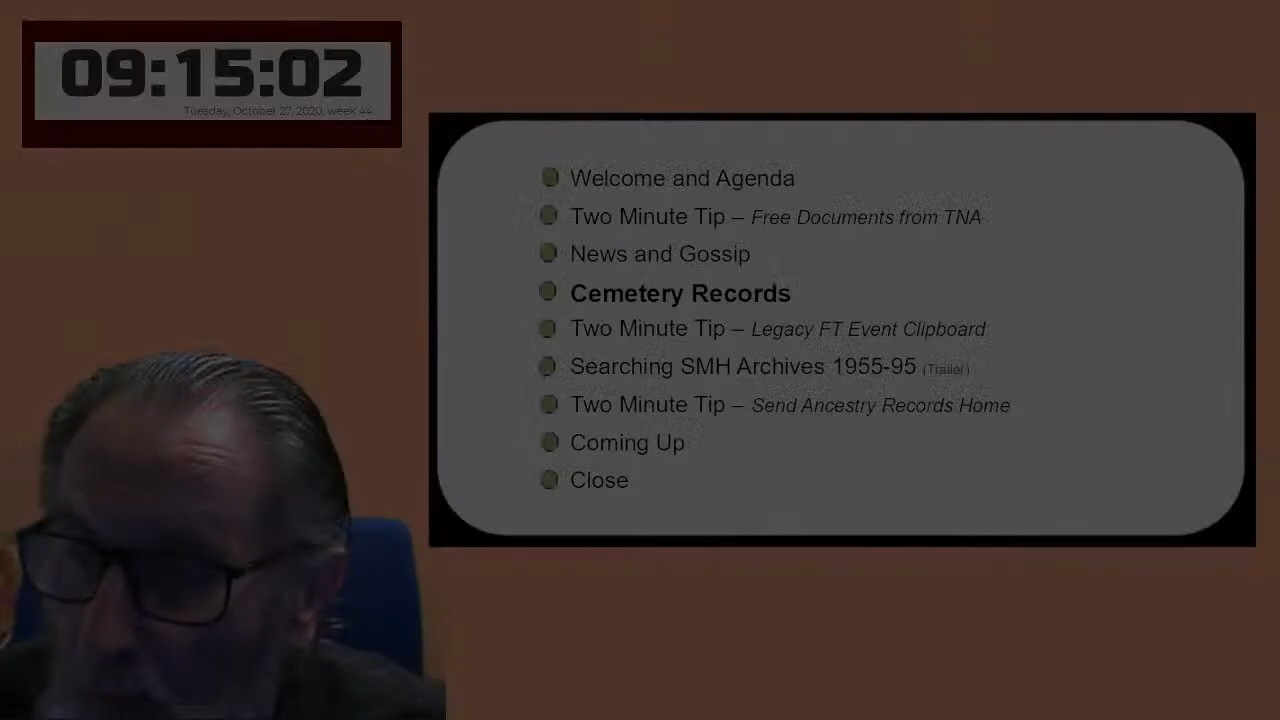 09:15:02
Tuesday, October 27, 2020, week 44
Welcome and Agenda
Two Minute Tip – Free Documents from TNA
News and Gossip
Cemetery Records
Two Minute Tip – Legacy FT Event Clipboard
Searching SMH Archives 1955-95 (Trailer)
Two Minute Tip – Send Ancestry Records Home
Coming Up
Close